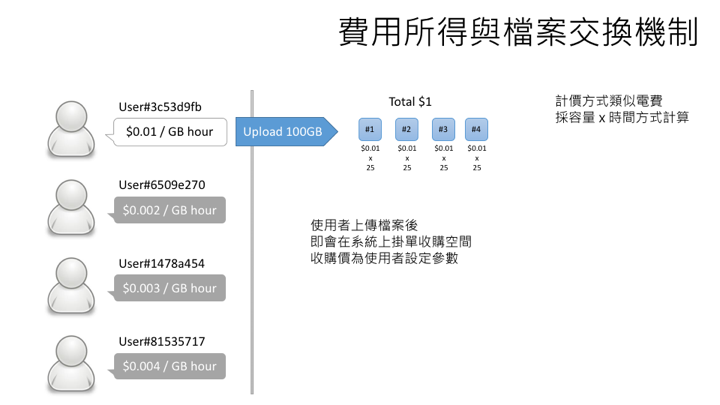 費用所得與檔案交換機制
計價方式類似電費
採容量 x 時間方式計算
User#3c53d9fb
$0.01 / GB hour
Upload 100GB
Total $1
#1 #2 #3 #4
$0.01 $0.01 $0.01 $0.01
x x x x
25 25 25 25
User#6509e270
$0.002 / GB hour
使用者上傳檔案後
即會在系統上掛單收購空間
收購價為使用者設定參數
User#1478a454
$0.003 / GB hour
User#81535717
$0.004 / GB hour